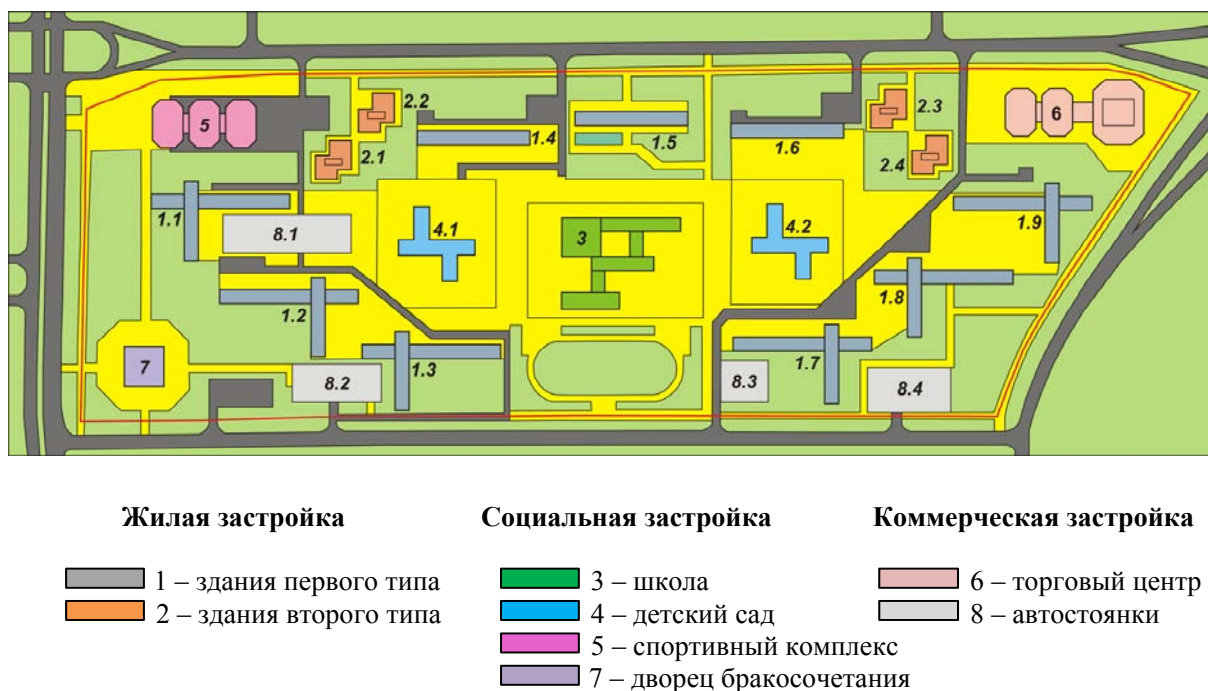 2.2
2.3
5
1.4
1.5
1.6
6
2.1
2.4
1.1
8.1
4.1
3
4.2
1.9
1.2
1.8
7
8.2
1.3
8.3
1.7
8.4
Жилая застройка
1 – здания первого типа
2 – здания второго типа
Социальная застройка
3 – школа
4 – детский сад
5 – спортивный комплекс
7 – дворец бракосочетания
Коммерческая застройка
6 – торговый центр
8 – автостоянки